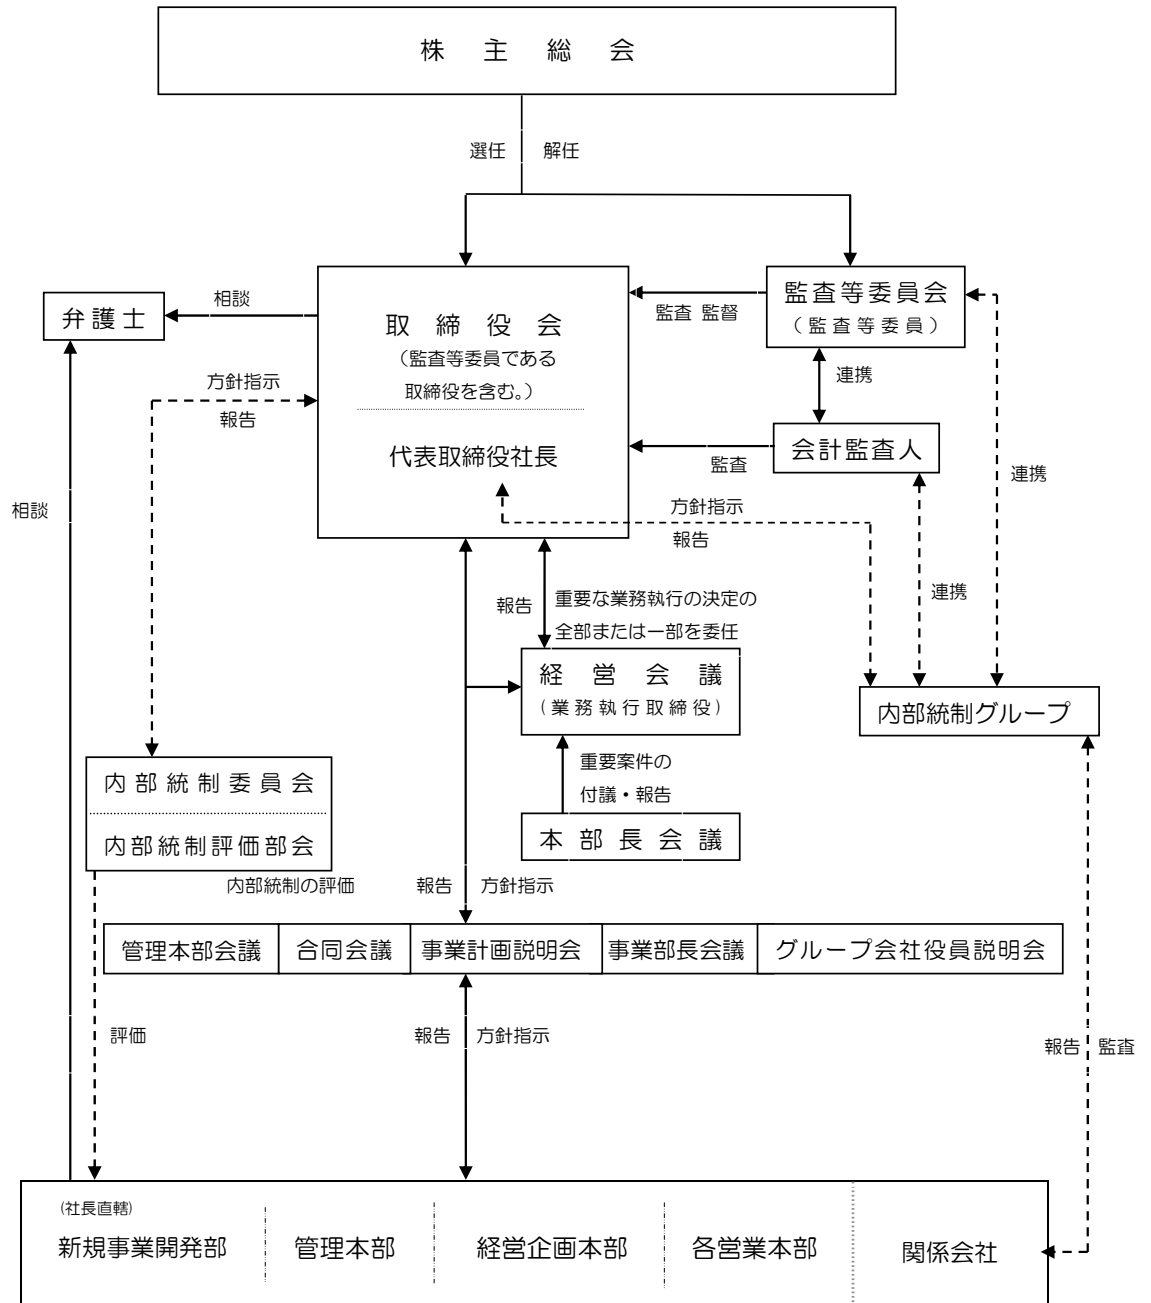 株主総会
選任 解任
監査等委員会
（監査等委員）
相談
弁護士
監査 監督
取締役会
（監査等委員である
取締役を含む。）
方針指示
報告
連携
代表取締役社長
会計監査人
監査
連携
相談
方針指示
報告
連携
報告
重要な業務執行の決定の
全部または一部を委任
経営会議
(業務執行取締役)
内部統制グループ
重要案件の
付議・報告
内部統制委員会
内部統制評価部会
本部長会議
内部統制の評価
報告 方針指示
管理本部会議 合同会議 事業計画説明会 事業部長会議 グループ会社役員説明会
評価
報告 方針指示
報告 監査
(社長直轄)
新規事業開発部 管理本部 経営企画本部 各営業本部 関係会社